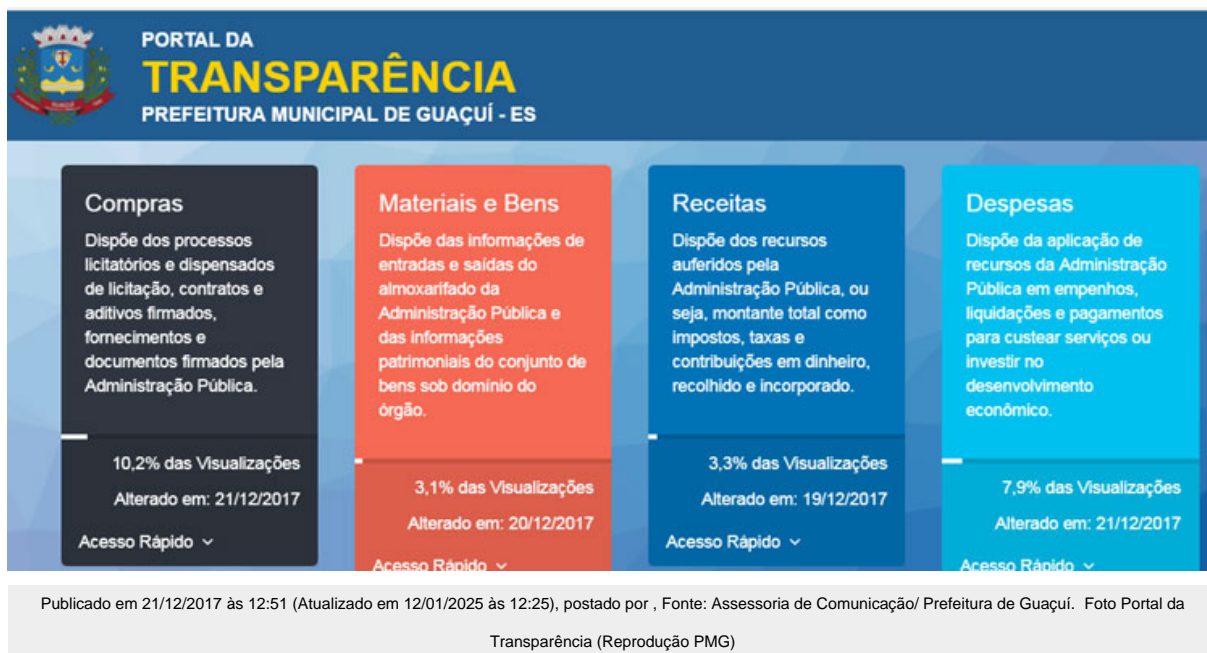 PORTAL DA
TRANSPARÊNCIA
PREFEITURA MUNICIPAL DE GUAÇUÍ - ES
Compras
Dispõe dos processos
licitatórios e dispensados
de licitação, contratos e
aditivos firmados,
fornecimentos e
documentos firmados pela
Administração Pública.
10,2% das Visualizações
Alterado em: 21/12/2017
Acesso Rápido
Materiais e Bens
Dispõe das informações de
entradas e saídas do
almoxarifado da
Administração Pública e
das informações
patrimoniais do conjunto de
bens sob domínio do
órgão.
3,1% das Visualizações
Alterado em: 20/12/2017
Acesso Rápido
Receitas
Dispõe dos recursos
auferidos pela
Administração Pública, ou
seja, montante total como
impostos, taxas e
contribuições em dinheiro,
recolhido e incorporado.
3,3% das Visualizações
Alterado em: 19/12/2017
Acesso Rápido
Despesas
Dispõe da aplicação de
recursos da Administração
Pública em empenhos,
liquidações e pagamentos
para custear serviços ou
investir no
desenvolvimento
econômico.
7,9% das Visualizações
Alterado em: 21/12/2017
Acesso Rápido
Publicado em 21/12/2017 às 12:51 (Atualizado em 12/01/2025 às 12:25), postado por , Fonte: Assessoria de Comunicação/ Prefeitura de Guaçuí. Foto Portal da
Transparência (Reprodução PMG)